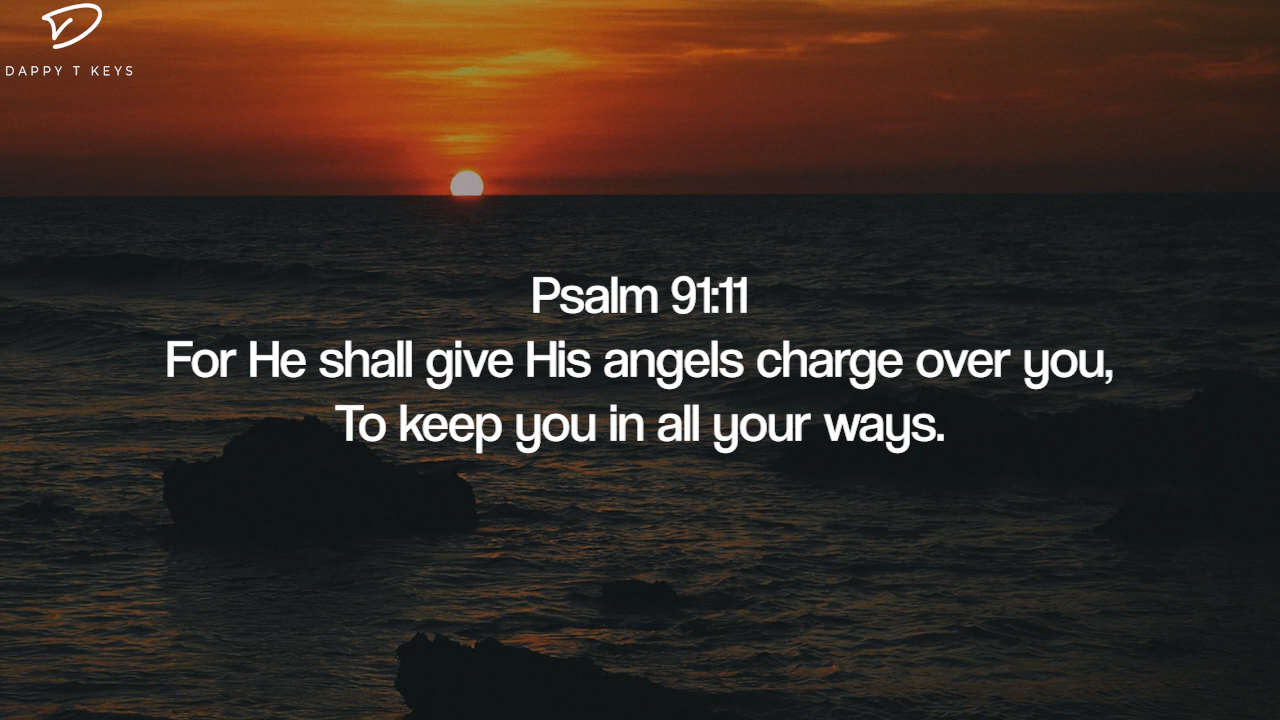 DAPPY T KEYS
Psalm 91:11
For He shall give His angels charge over you,
To keep you in all your ways.